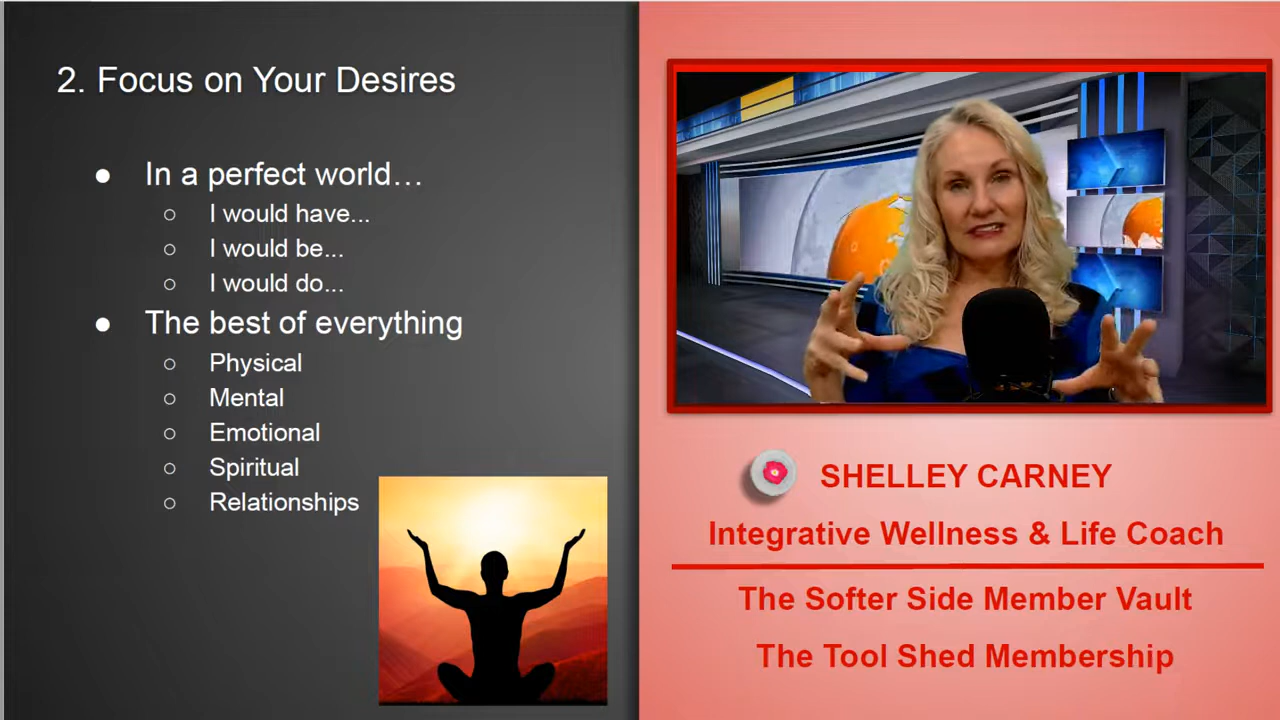 2. Focus on Your Desires
● In a perfect world…
○ I would have...
○ I would be...
○ I would do...
● The best of everything
○ Physical
○ Mental
○ Emotional
○ Spiritual
○ Relationships
SHELLEY CARNEY
Integrative Wellness & Life Coach
The Softer Side Member Vault
The Tool Shed Membership